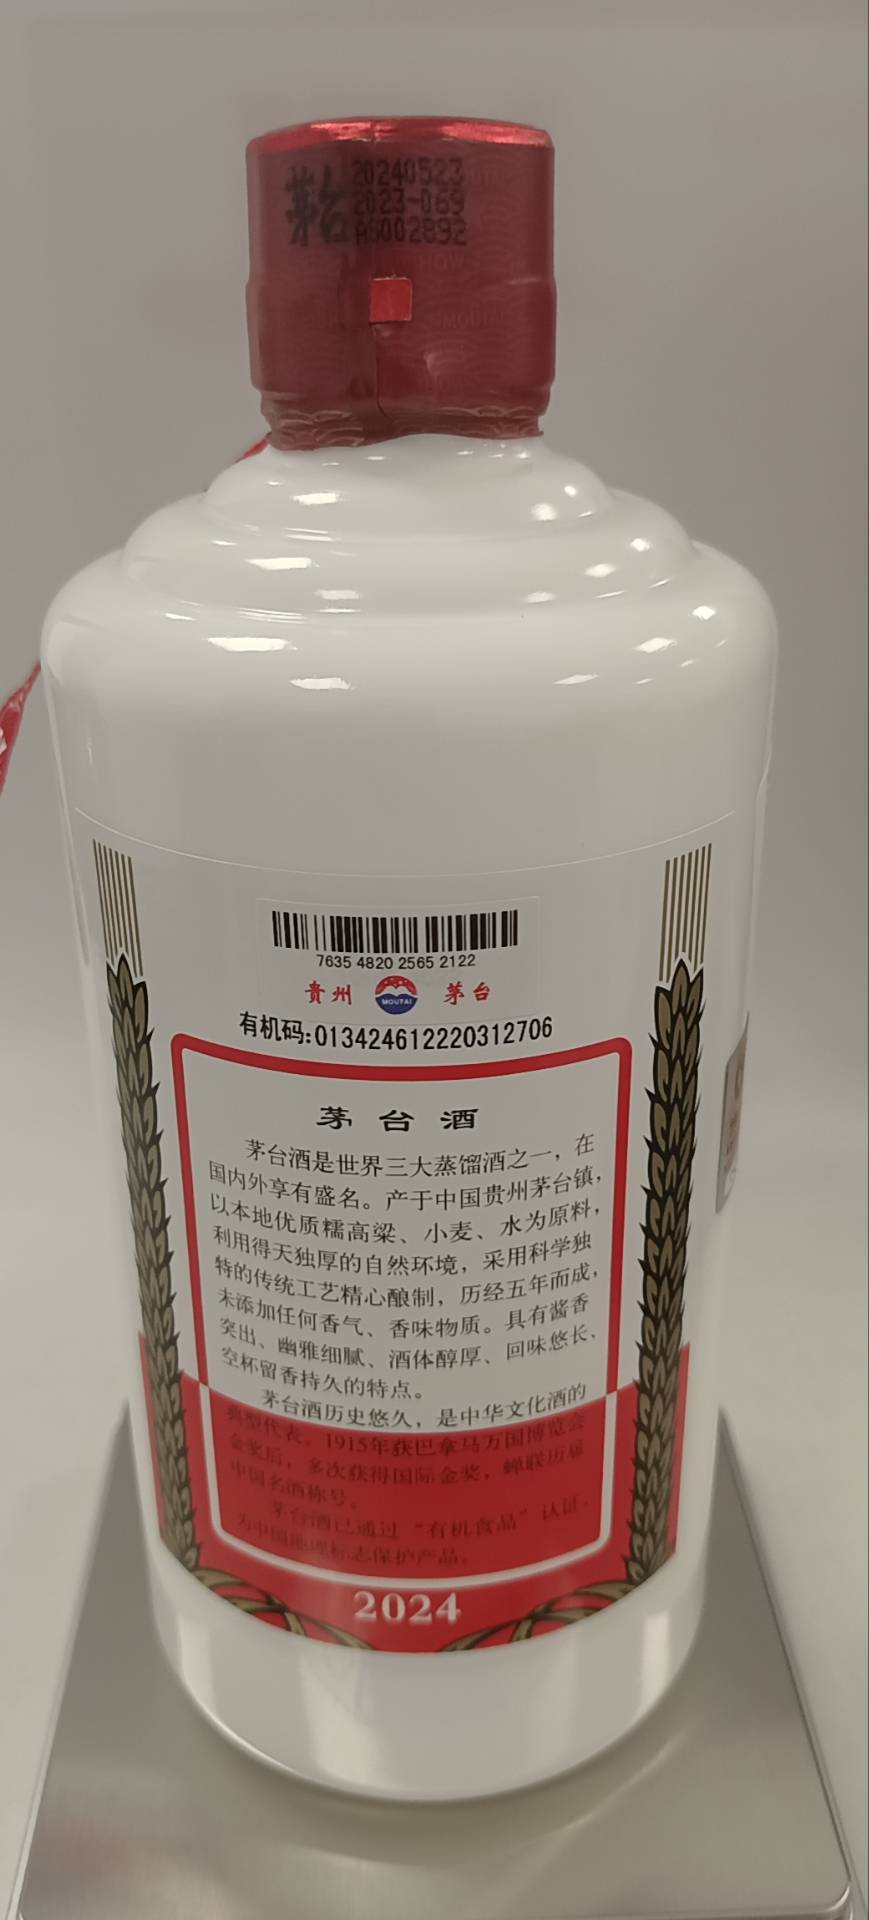 茅台
20240523
2023-069
A5002892
HOW
MOUTAI
7635 4820 2565 2122
贵州 MOUTAI 茅台
有机码:013424612220312706
茅台酒
茅台酒是世界三大蒸馏酒之一，在
国内外享有盛名。产于中国贵州茅台镇，
以本地优质糯高粱、小麦、水为原料，
利用得天独厚的自然环境，采用科学独
特的传统工艺精心酿制，历经五年而成，
未添加任何香气、香味物质。具有酱香
突出、幽雅细腻、酒体醇厚、回味悠长、
空杯留香持久的特点。
茅台酒历史悠久，是中华文化酒的
典型代表。1915年获巴拿马万国博览会
金奖后，多次获得国际金奖，蝉联历届
中国名酒称号。
茅台酒已通过“有机食品”认证，
为中国地理标志保护产品。
2024